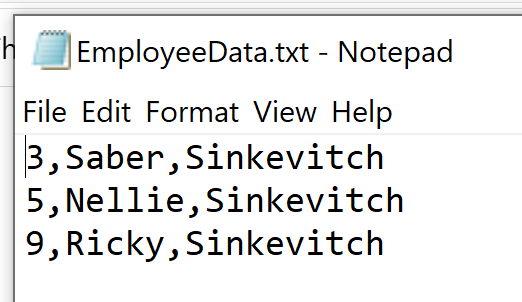 h
EmployeeData.txt - Notepad
File Edit Format View Help
3,Saber,Sinkevitch
5,Nellie,Sinkevitch
9,Ricky,Sinkevitch